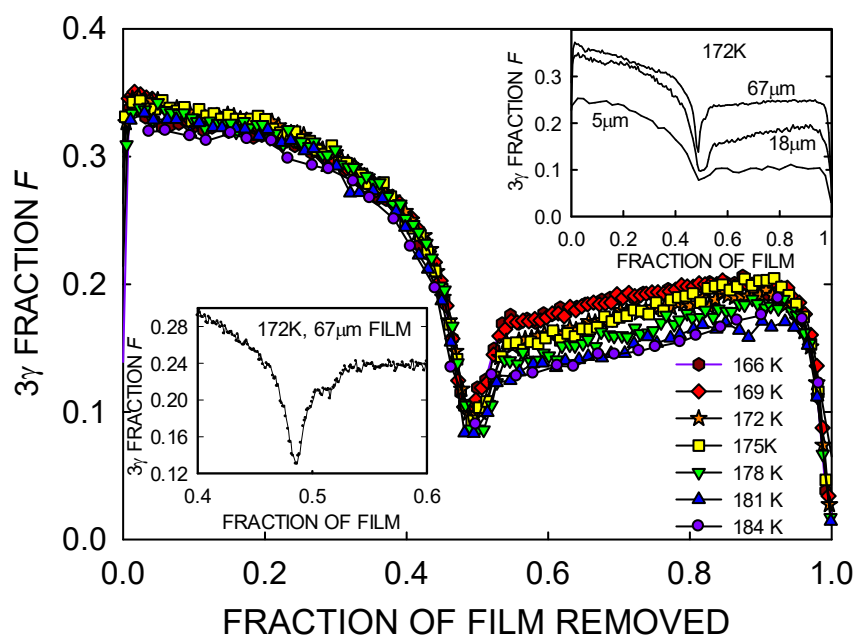 0.4
0.3
0.2
0.1
0.0
3γ FRACTION F
0.0 0.2 0.4 0.6 0.8 1.0
FRACTION OF FILM REMOVED
172K
67μm
18μm
5μm
0.3
0.2
0.1
0.0
3γ FRACTION F
0.0 0.2 0.4 0.6 0.8 1
FRACTION OF FILM
172K, 67μm FILM
0.28
0.24
0.20
0.16
0.12
3γ FRACTION F
0.4 0.5 0.6
FRACTION OF FILM
166 K
169 K
172 K
175K
178 K
181 K
184 K